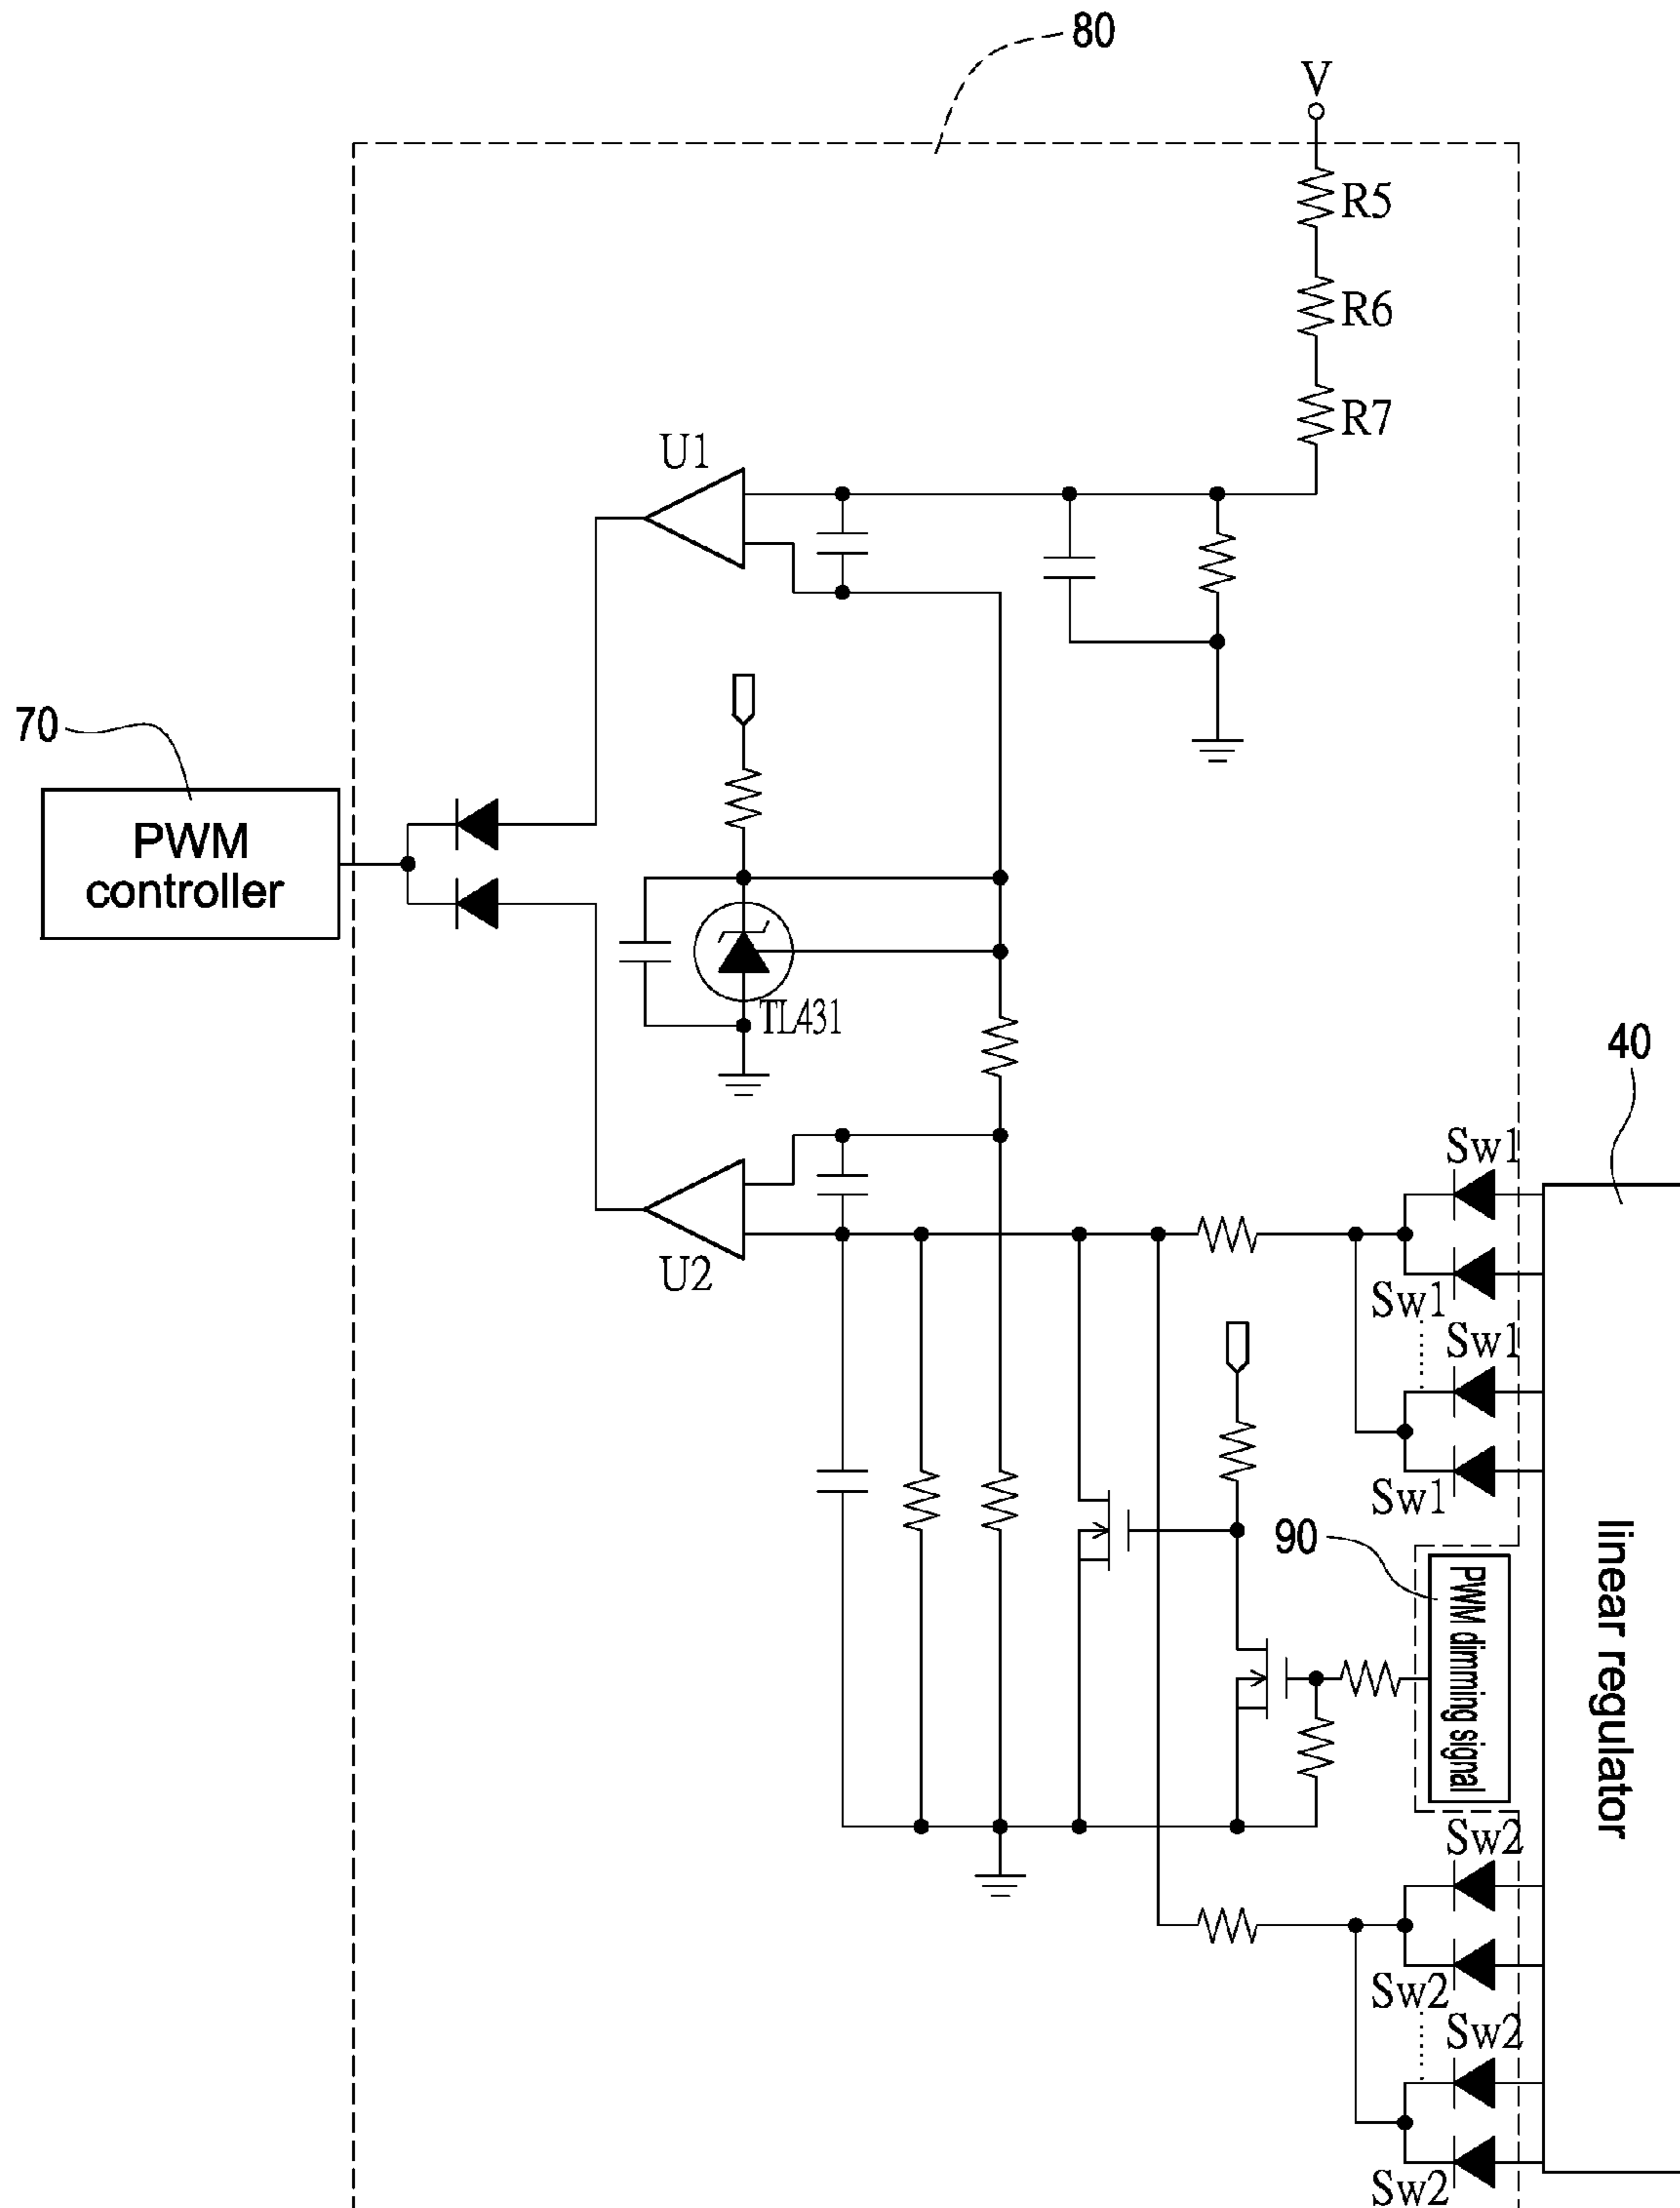 80
V
R5
R6
R7
U1
70
PWM
controller
TL431
40
Sw1
U2
Sw1
Sw1
Sw1
90
PWM dimming signal
linear regulator
Sw2
Sw2
Sw2
Sw2